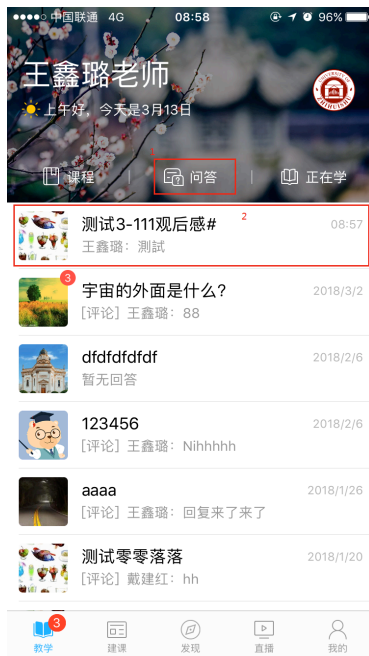 中国联通 4G 08:58 96%
王鑫璐老师
上午好，今天是3月13日
1
课程 问答 正在学
测试3-111观后感# 2 08:57
王鑫璐：測試
3
宇宙的外面是什么? 2018/3/2
[评论] 王鑫璐：88
dfdfdfdfdf 2018/2/6
暂无回答
123456 2018/2/6
[评论] 王鑫璐：Nihhhhh
aaaa 2018/1/26
[评论] 王鑫璐：回复来了来了
测试零零落落 2018/1/20
[评论] 戴建红：hh
3
教学 建课 发现 直播 我的